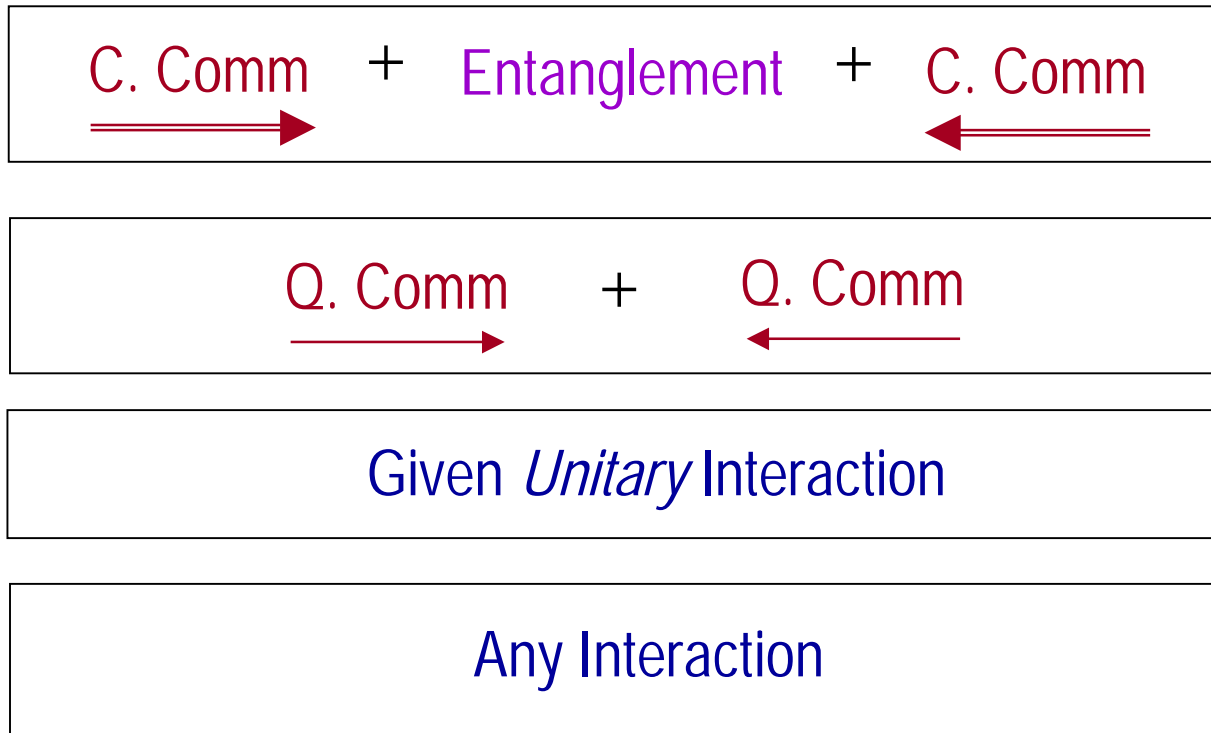 C. Comm + Entanglement + C. Comm
Q. Comm + Q. Comm
Given Unitary Interaction
Any Interaction